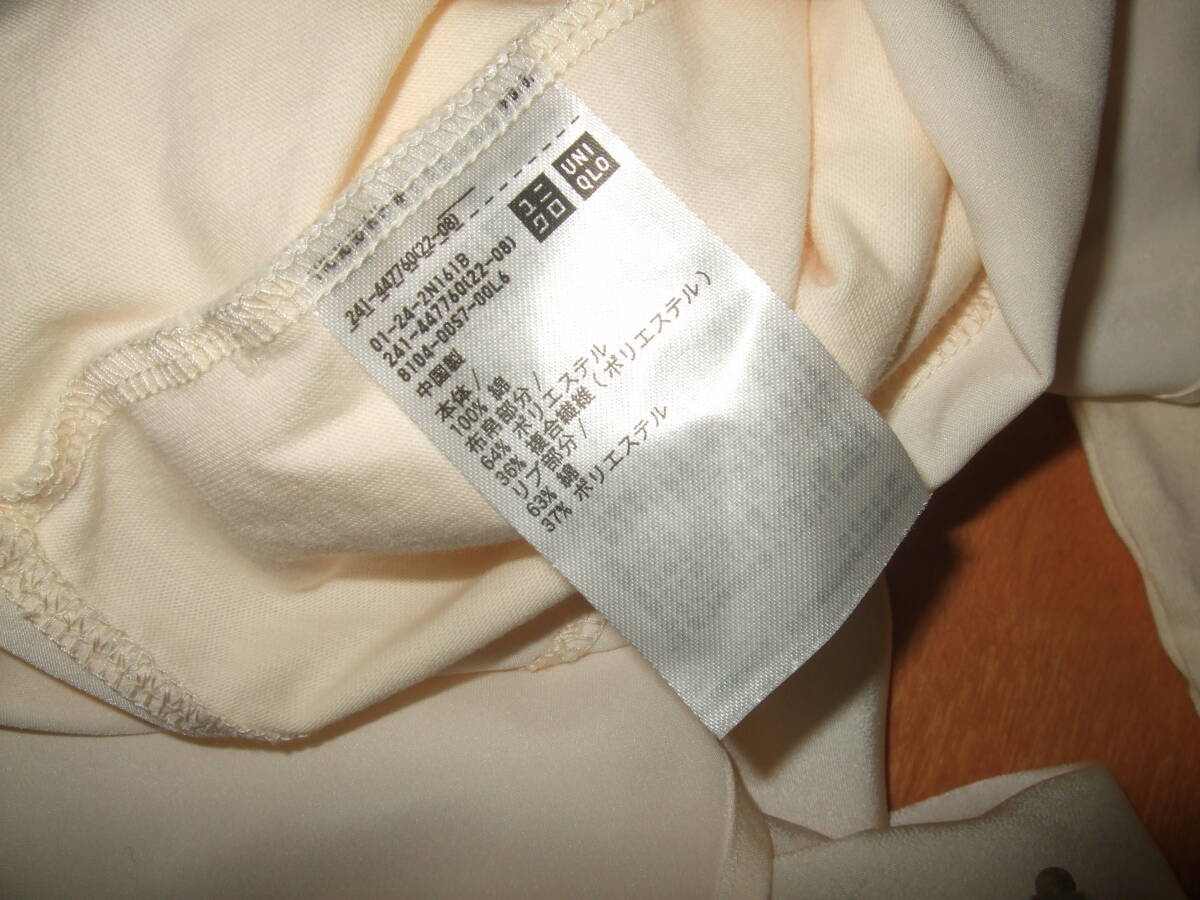 UNI
QLO
ユニ
クロ
241-447760(22-08)
01-24-2N161B
241-447760(22-08)
8104-0057-00L6
中国製
本体/
100% 綿
布帛部分/
64% ポリエステル
36% 複合繊維(ポリエステル)
リブ部分/
63% 綿
37% ポリエステル